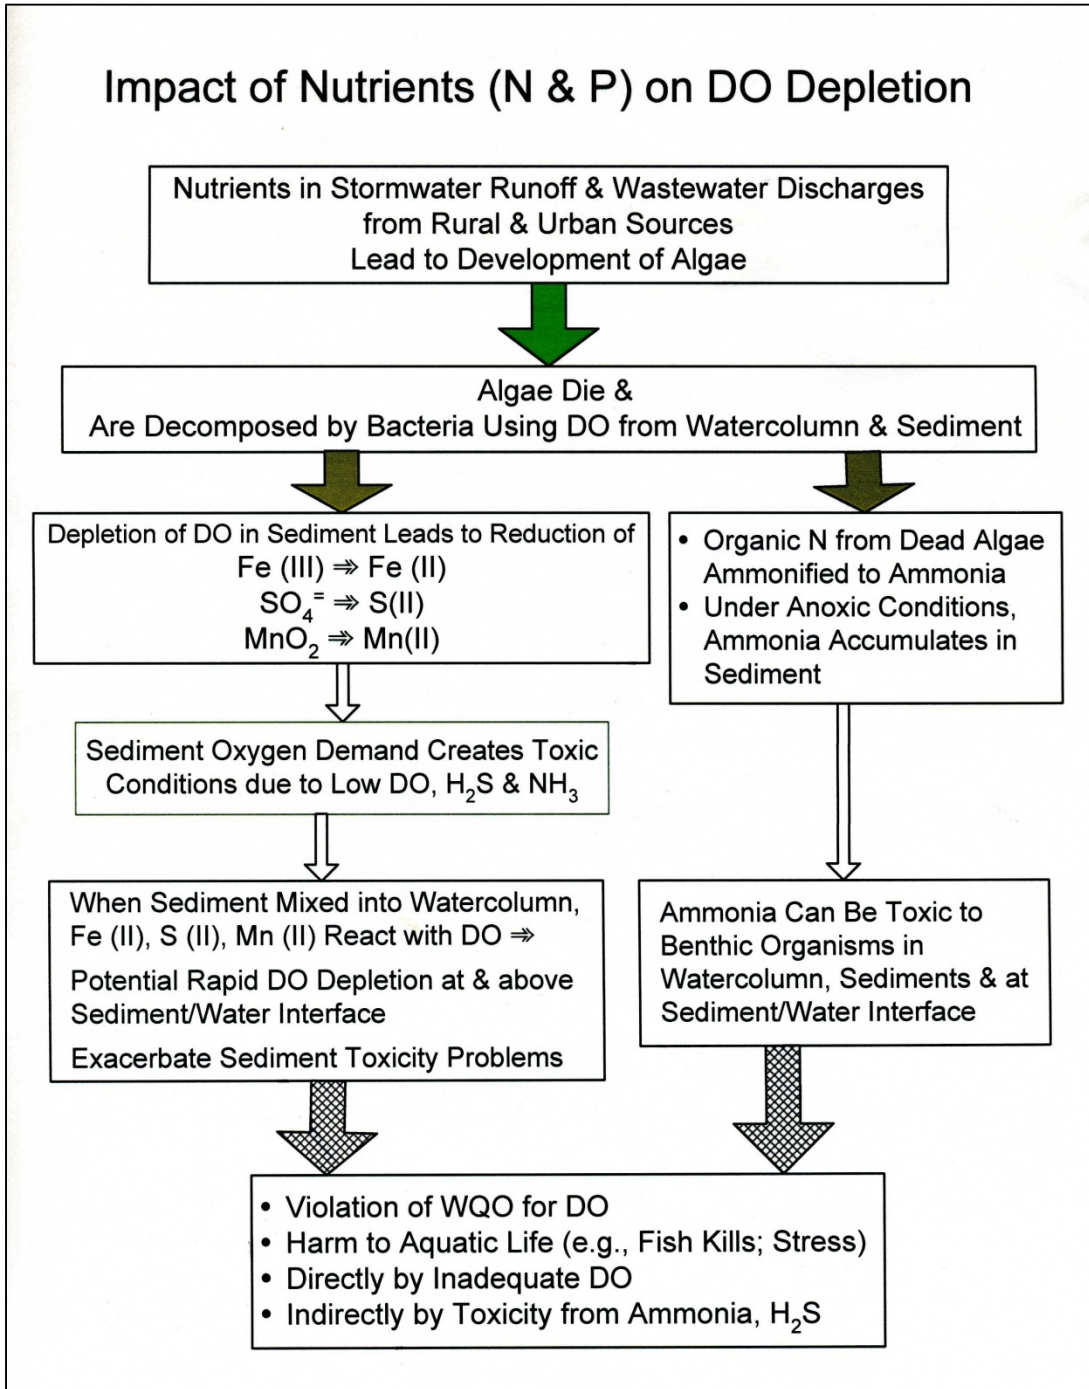 Impact of Nutrients (N & P) on DO Depletion
Nutrients in Stormwater Runoff & Wastewater Discharges
from Rural & Urban Sources
Lead to Development of Algae
Algae Die &
Are Decomposed by Bacteria Using DO from Watercolumn & Sediment
Depletion of DO in Sediment Leads to Reduction of
Fe (III) ⇒ Fe (II)
SO₄⁼ ⇒ S(II)
MnO₂ ⇒ Mn(II)
• Organic N from Dead Algae
Ammonified to Ammonia
• Under Anoxic Conditions,
Ammonia Accumulates in
Sediment
Sediment Oxygen Demand Creates Toxic
Conditions due to Low DO, H₂S & NH₃
When Sediment Mixed into Watercolumn,
Fe (II), S (II), Mn (II) React with DO ⇒
Potential Rapid DO Depletion at & above
Sediment/Water Interface
Exacerbate Sediment Toxicity Problems
Ammonia Can Be Toxic to
Benthic Organisms in
Watercolumn, Sediments & at
Sediment/Water Interface
• Violation of WQO for DO
• Harm to Aquatic Life (e.g., Fish Kills; Stress)
• Directly by Inadequate DO
• Indirectly by Toxicity from Ammonia, H₂S